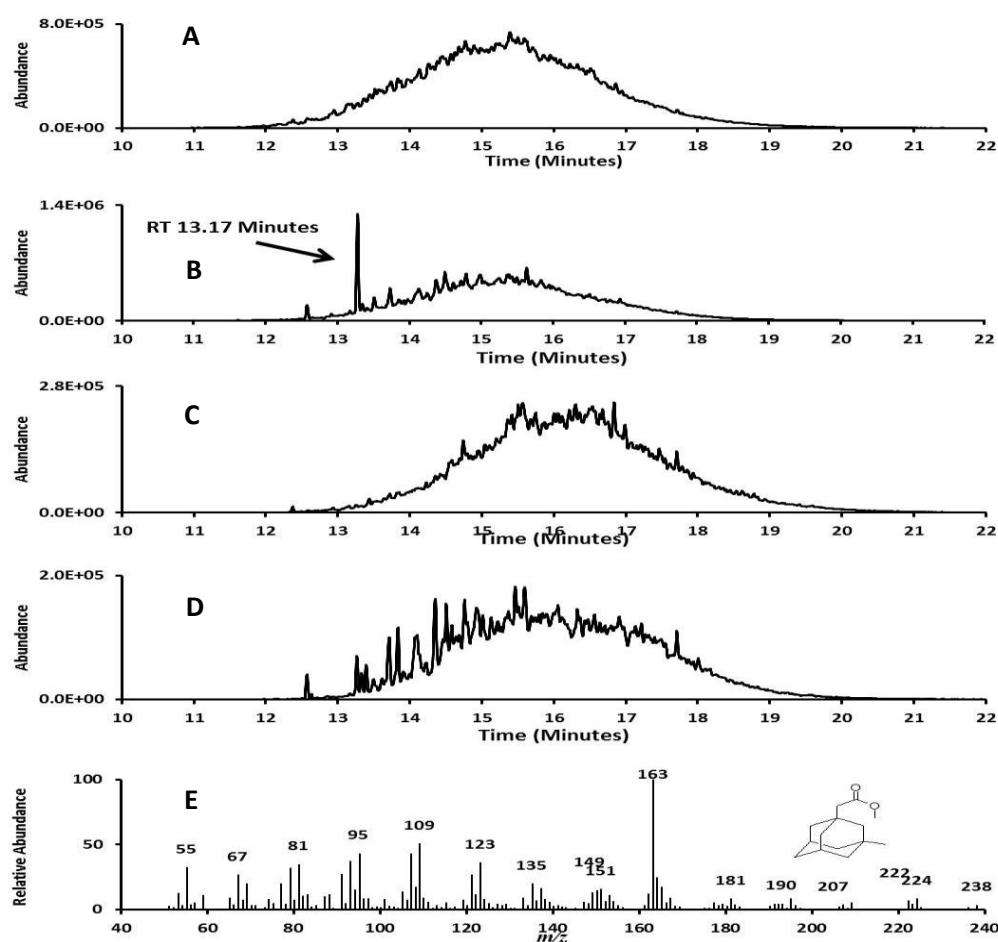 8.0E+05
A
Abundance
0.0E+00
10 11 12 13 14 15 16 17 18 19 20 21 22
Time (Minutes)
1.4E+06
RT 13.17 Minutes
B
Abundance
0.0E+00
10 11 12 13 14 15 16 17 18 19 20 21 22
Time (Minutes)
2.8E+05
C
Abundance
0.0E+00
10 11 12 13 14 15 16 17 18 19 20 21 22
Time (Minutes)
2.0E+05
D
Abundance
0.0E+00
10 11 12 13 14 15 16 17 18 19 20 21 22
Time (Minutes)
100
E
163
O
O
Relative Abundance
50
55 67 81 95 109 123 135 149 151 181 190 207 222 224 238
0
40 60 80 100 120 140 160 180 200 220 240
m/z